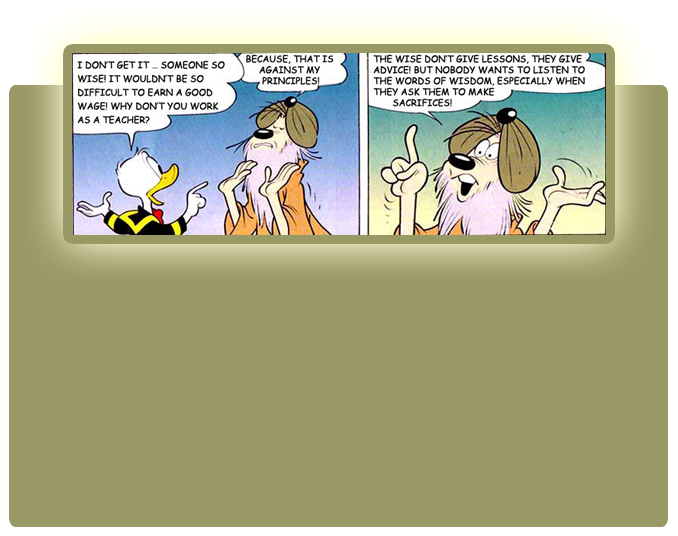 I DON'T GET IT ... SOMEONE SO
WISE! IT WOULDN'T BE SO
DIFFICULT TO EARN A GOOD
WAGE! WHY DON'T YOU WORK
AS A TEACHER?
BECAUSE, THAT IS
AGAINST MY
PRINCIPLES!
THE WISE DON'T GIVE LESSONS, THEY GIVE
ADVICE! BUT NOBODY WANTS TO LISTEN TO
THE WORDS OF WISDOM, ESPECIALLY WHEN
THEY ASK THEM TO MAKE
SACRIFICES!